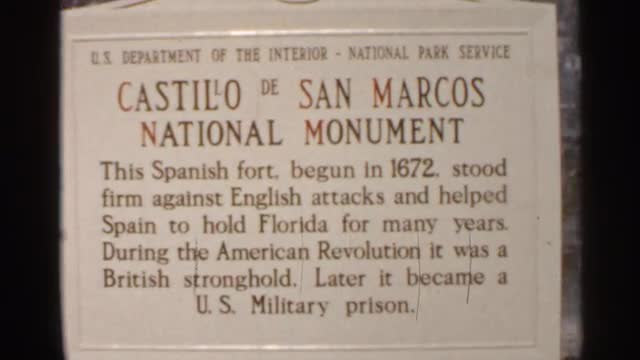 U.S. DEPARTMENT OF THE INTERIOR - NATIONAL PARK SERVICE
CASTILLO DE SAN MARCOS
NATIONAL MONUMENT
This Spanish fort, begun in 1672, stood
firm against English attacks and helped
Spain to hold Florida for many years.
During the American Revolution it was a
British stronghold. Later it became a
U.S. Military prison.